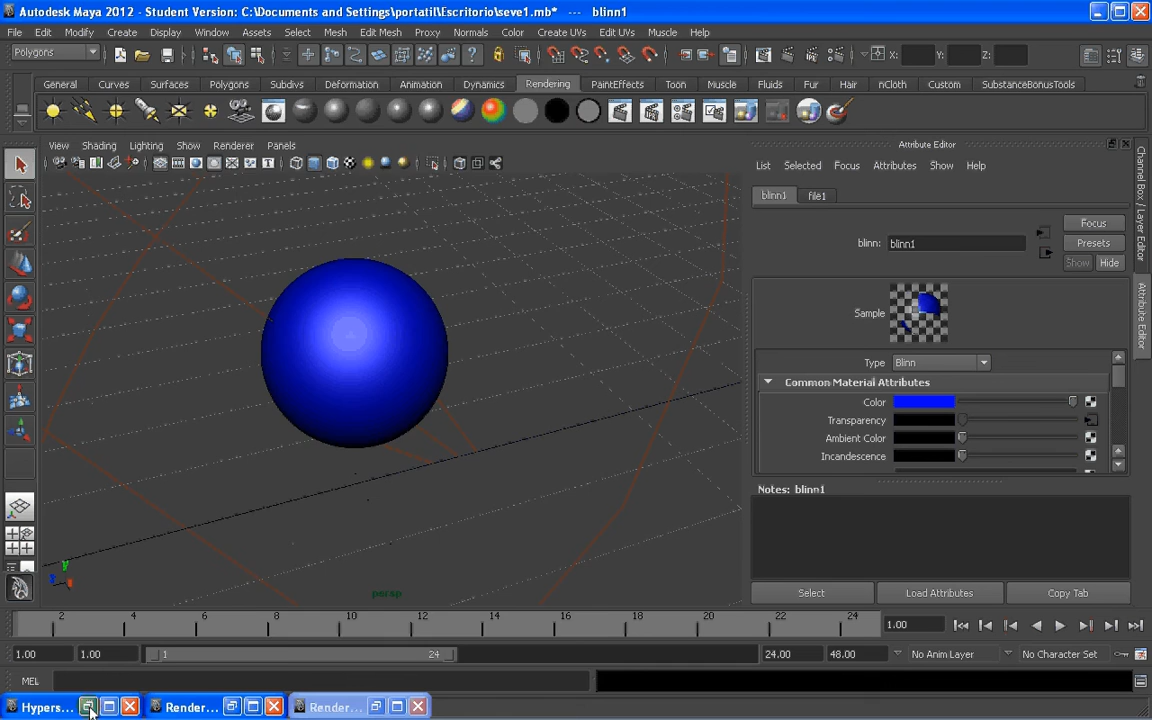 Autodesk Maya 2012 - Student Version: C:\Documents and Settings\portatil\Escritorio\seve1.mb* --- blinn1
File Edit Modify Create Display Window Assets Select Mesh Edit Mesh Proxy Normals Color Create UVs Edit UVs Muscle Help
Polygons X: Y: Z:
General Curves Surfaces Polygons Subdivs Deformation Animation Dynamics Rendering PaintEffects Toon Muscle Fluids Fur Hair nCloth Custom SubstanceBonusTools
View Shading Lighting Show Renderer Panels
Attribute Editor
List Selected Focus Attributes Show Help
blinn1 file1
Focus
blinn: blinn1
Presets
Show Hide
Sample
Type Blinn
Common Material Attributes
Color
Transparency
Ambient Color
Incandescence
Notes: blinn1
Select Load Attributes Copy Tab
Channel Box / Layer Editor
Attribute Editor
y
persp
2 4 6 8 10 12 14 16 18 20 22 24
1.00
1.00 1.00 1 24 24.00 48.00 No Anim Layer No Character Set
MEL
Hypers... Render... Render...